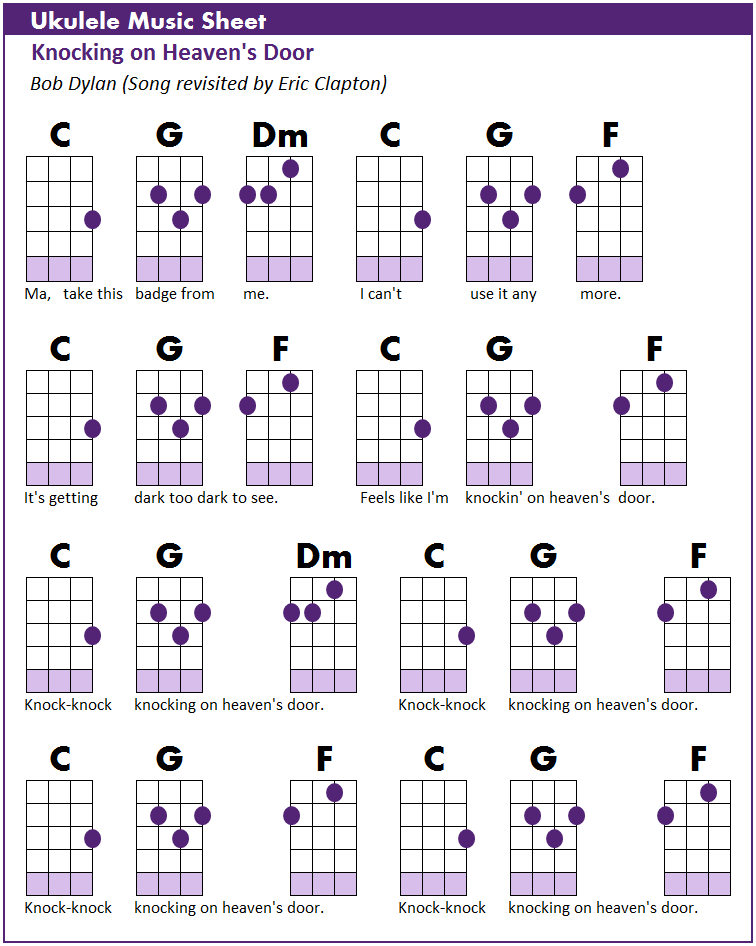 Ukulele Music Sheet
Knocking on Heaven's Door
Bob Dylan (Song revisited by Eric Clapton)
C G Dm C G F
Ma, take this badge from me. I can't use it any more.
C G F C G F
It's getting dark too dark to see. Feels like I'm knockin' on heaven's door.
C G Dm C G F
Knock-knock knocking on heaven's door. Knock-knock knocking on heaven's door.
C G F C G F
Knock-knock knocking on heaven's door. Knock-knock knocking on heaven's door.